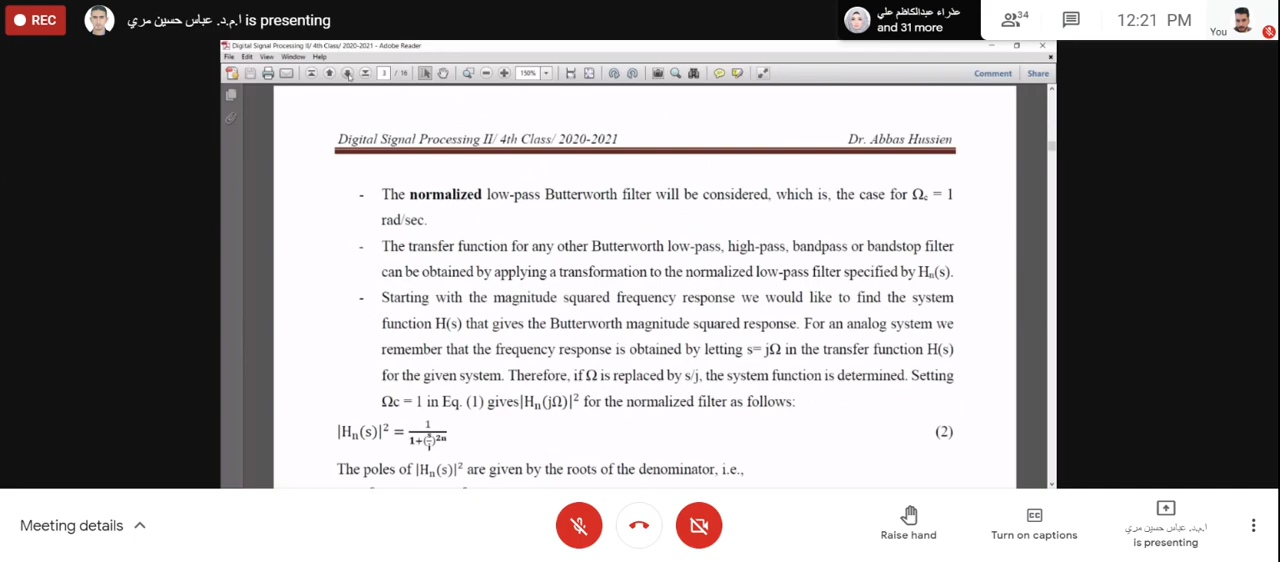 REC
ا.م.د. عباس حسين مري is presenting
عذراء عبدالكاظم علي
and 31 more
34
12:21 PM
You
Digital Signal Processing II/ 4th Class/ 2020-2021 - Adobe Reader
File Edit View Window Help
3 / 16
150%
Comment Share
Digital Signal Processing II/ 4th Class/ 2020-2021 Dr. Abbas Hussien
- The normalized low-pass Butterworth filter will be considered, which is, the case for Ωc = 1
rad/sec.
- The transfer function for any other Butterworth low-pass, high-pass, bandpass or bandstop filter
can be obtained by applying a transformation to the normalized low-pass filter specified by Hn(s).
- Starting with the magnitude squared frequency response we would like to find the system
function H(s) that gives the Butterworth magnitude squared response. For an analog system we
remember that the frequency response is obtained by letting s= jΩ in the transfer function H(s)
for the given system. Therefore, if Ω is replaced by s/j, the system function is determined. Setting
Ωc = 1 in Eq. (1) gives|Hn(jΩ)|² for the normalized filter as follows:
|Hn(s)|² = 1/(1+(s/j)^2n) (2)
The poles of |Hn(s)|² are given by the roots of the denominator, i.e.,
Meeting details
Raise hand
Turn on captions
ا.م.د. عباس حسين مري
is presenting